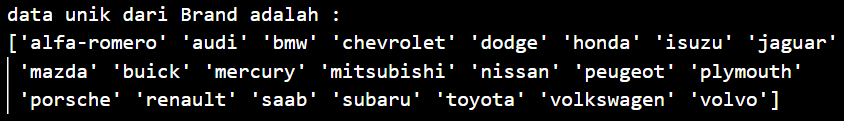 data unik dari Brand adalah :
['alfa-romero' 'audi' 'bmw' 'chevrolet' 'dodge' 'honda' 'isuzu' 'jaguar'
'mazda' 'buick' 'mercury' 'mitsubishi' 'nissan' 'peugeot' 'plymouth'
'porsche' 'renault' 'saab' 'subaru' 'toyota' 'volkswagen' 'volvo']